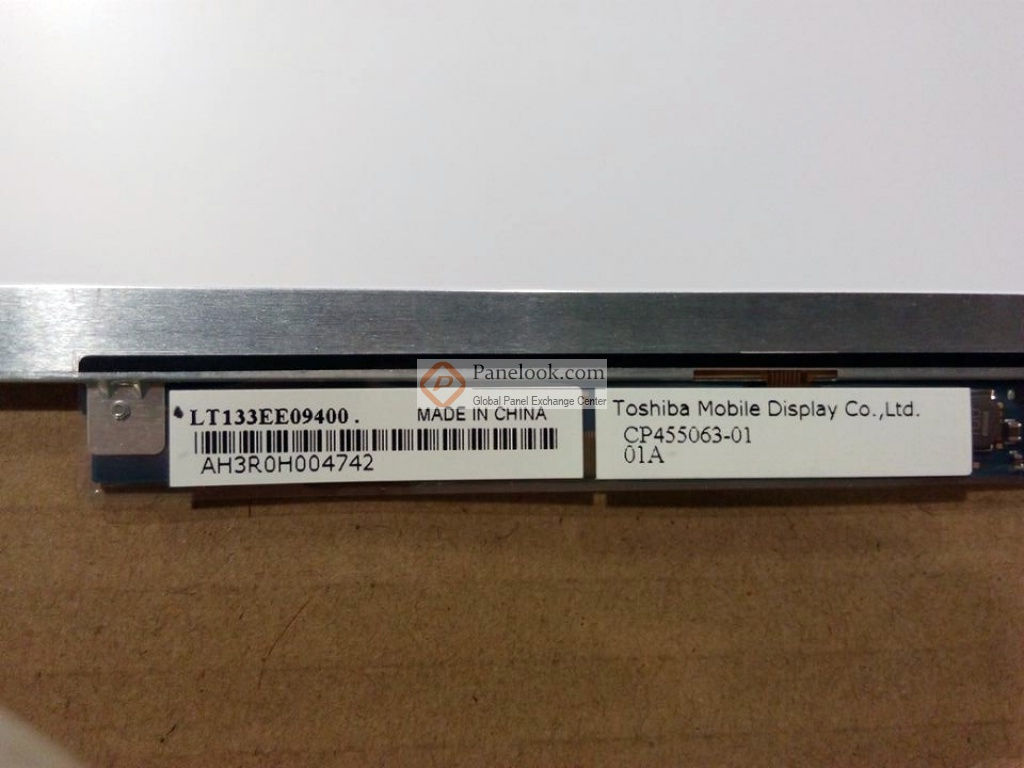 Panelook.com
Global Panel Exchange Center
LT133EE09400 .
MADE IN CHINA
AH3R0H004742
Toshiba Mobile Display Co.,Ltd.
CP455063-01
01A